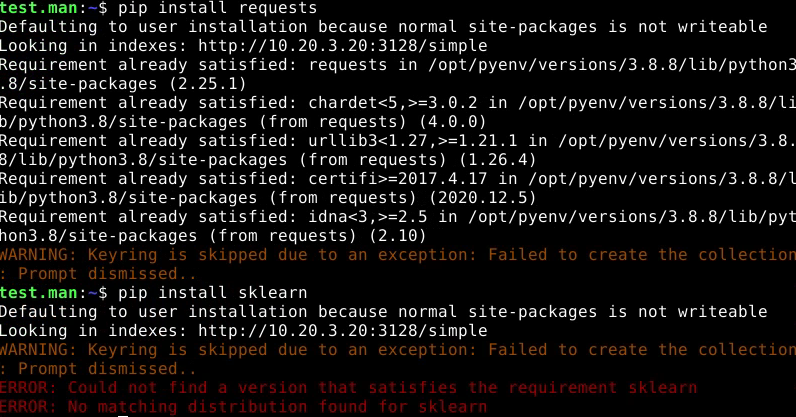 test.man:~$ pip install requests
Defaulting to user installation because normal site-packages is not writeable
Looking in indexes: http://10.20.3.20:3128/simple
Requirement already satisfied: requests in /opt/pyenv/versions/3.8.8/lib/python3
.8/site-packages (2.25.1)
Requirement already satisfied: chardet<5,>=3.0.2 in /opt/pyenv/versions/3.8.8/li
b/python3.8/site-packages (from requests) (4.0.0)
Requirement already satisfied: urllib3<1.27,>=1.21.1 in /opt/pyenv/versions/3.8.
8/lib/python3.8/site-packages (from requests) (1.26.4)
Requirement already satisfied: certifi>=2017.4.17 in /opt/pyenv/versions/3.8.8/l
ib/python3.8/site-packages (from requests) (2020.12.5)
Requirement already satisfied: idna<3,>=2.5 in /opt/pyenv/versions/3.8.8/lib/pyt
hon3.8/site-packages (from requests) (2.10)
WARNING: Keyring is skipped due to an exception: Failed to create the collection
: Prompt dismissed..
test.man:~$ pip install sklearn
Defaulting to user installation because normal site-packages is not writeable
Looking in indexes: http://10.20.3.20:3128/simple
WARNING: Keyring is skipped due to an exception: Failed to create the collection
: Prompt dismissed..
ERROR: Could not find a version that satisfies the requirement sklearn
ERROR: No matching distribution found for sklearn